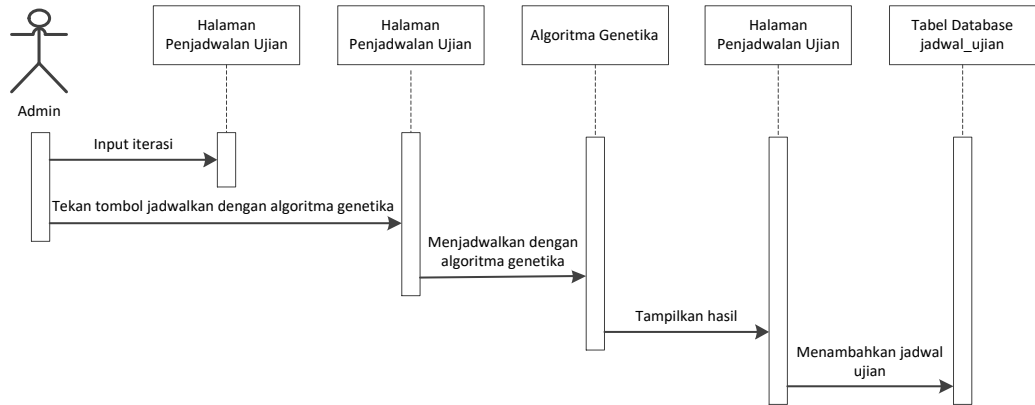 Halaman
Penjadwalan Ujian
Halaman
Penjadwalan Ujian
Algoritma Genetika
Halaman
Penjadwalan Ujian
Tabel Database
jadwal_ujian
Admin
Input iterasi
Tekan tombol jadwalkan dengan algoritma genetika
Menjadwalkan dengan
algoritma genetika
Tampilkan hasil
Menambahkan jadwal
ujian